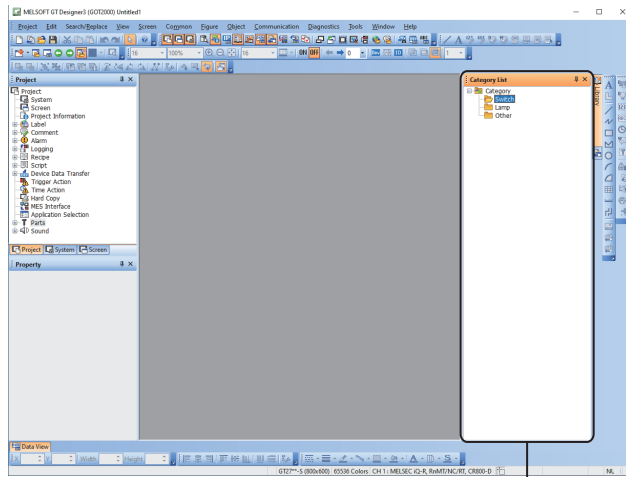 MELSOFT GT Designer3 (GOT2000) Untitled1
Project Edit Search/Replace View Screen Common Figure Object Communication Diagnostics Tools Window Help
16 100% 16 ON OFF 0 1
Project
Category List
Library
Project
System
Screen
Project Information
Label
Comment
Alarm
Logging
Recipe
Script
Device Data Transfer
Trigger Action
Time Action
Hard Copy
MES Interface
Application Selection
Parts
Sound
Category
Switch
Lamp
Other
Project System Screen
Property
Data View
X Y Width Height
GT27**-S (800x600) 65536 Colors CH 1 : MELSEC iQ-R, RnMT/NC/RT, CR800-D NL